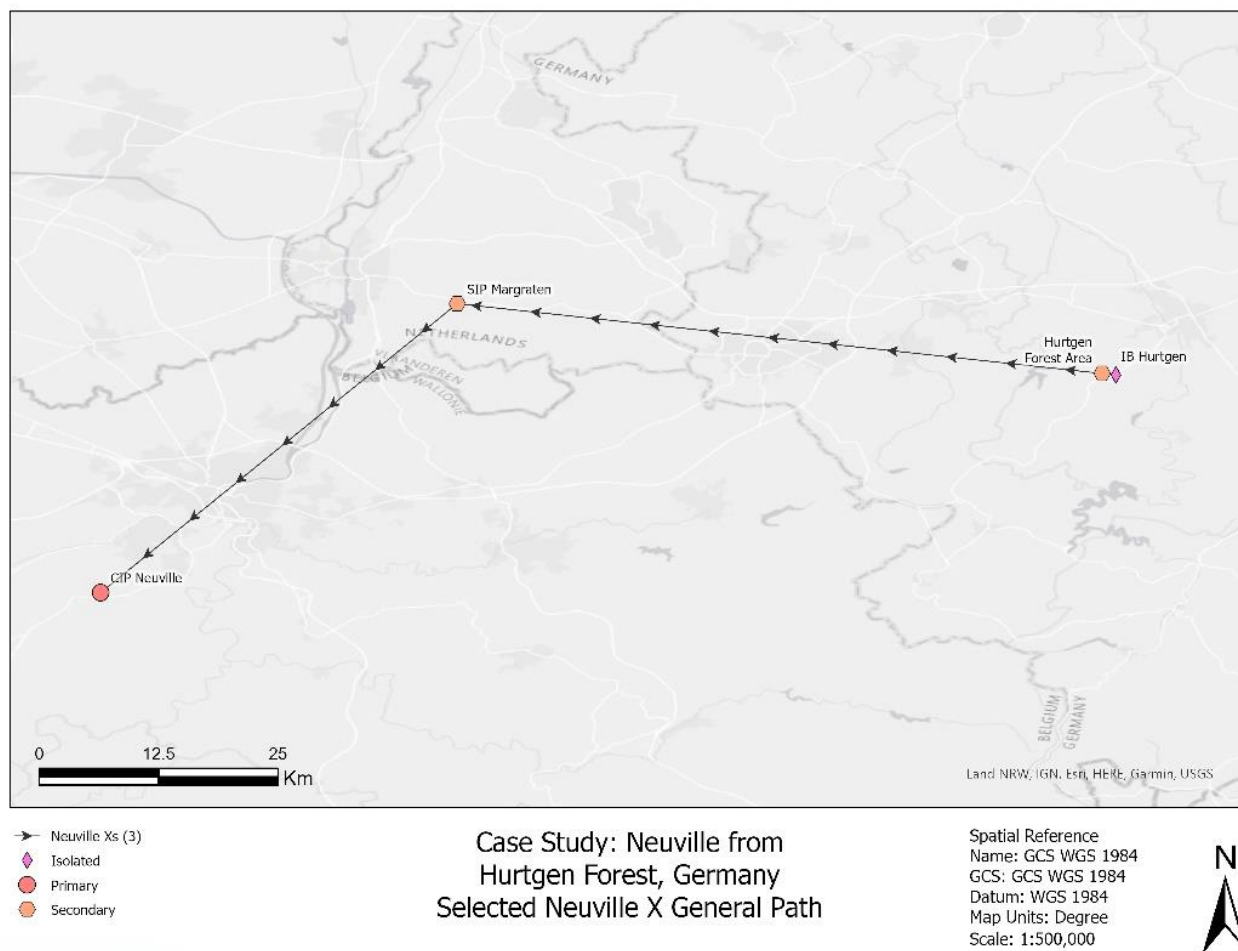 GERMANY
SIP Margraten
NETHERLANDS
VLAANDEREN
BELGIUM
WALLONIE
Hurtgen
Forest Area
IB Hurtgen
CIP Neuville
BELGIUM
GERMANY
0 12.5 25
Km
Land NRW, IGN, Esri, HERE, Garmin, USGS
Neuville Xs (3)
Isolated
Primary
Secondary
Case Study: Neuville from
Hurtgen Forest, Germany
Selected Neuville X General Path
Spatial Reference
Name: GCS WGS 1984
GCS: GCS WGS 1984
Datum: WGS 1984
Map Units: Degree
Scale: 1:500,000
N